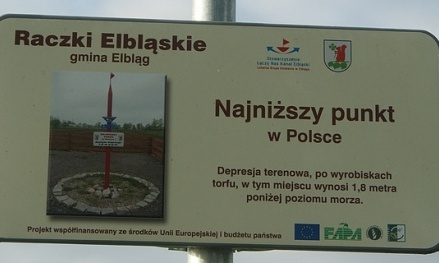 Raczki Elbląskie
gmina Elbląg
Najniższy punkt
w Polsce
Depresja terenowa, po wyrobiskach
torfu, w tym miejscu wynosi 1,8 metra
poniżej poziomu morza.
Projekt współfinansowany ze środków Unii Europejskiej i budżetu państwa
FAPA